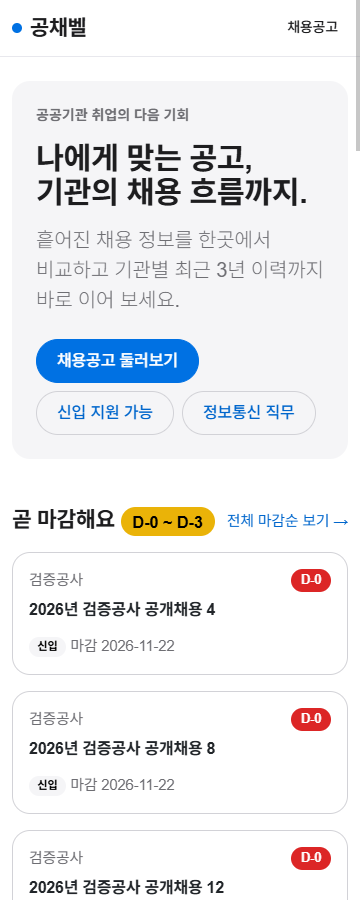 공채벨
채용공고
공공기관 취업의 다음 기회
나에게 맞는 공고,
기관의 채용 흐름까지.
흩어진 채용 정보를 한곳에서
비교하고 기관별 최근 3년 이력까지
바로 이어 보세요.
채용공고 둘러보기
신입 지원 가능
정보통신 직무
곧 마감해요 D-0 ~ D-3 전체 마감순 보기 →
검증공사 D-0
2026년 검증공사 공개채용 4
신입 마감 2026-11-22
검증공사 D-0
2026년 검증공사 공개채용 8
신입 마감 2026-11-22
검증공사 D-0
2026년 검증공사 공개채용 12